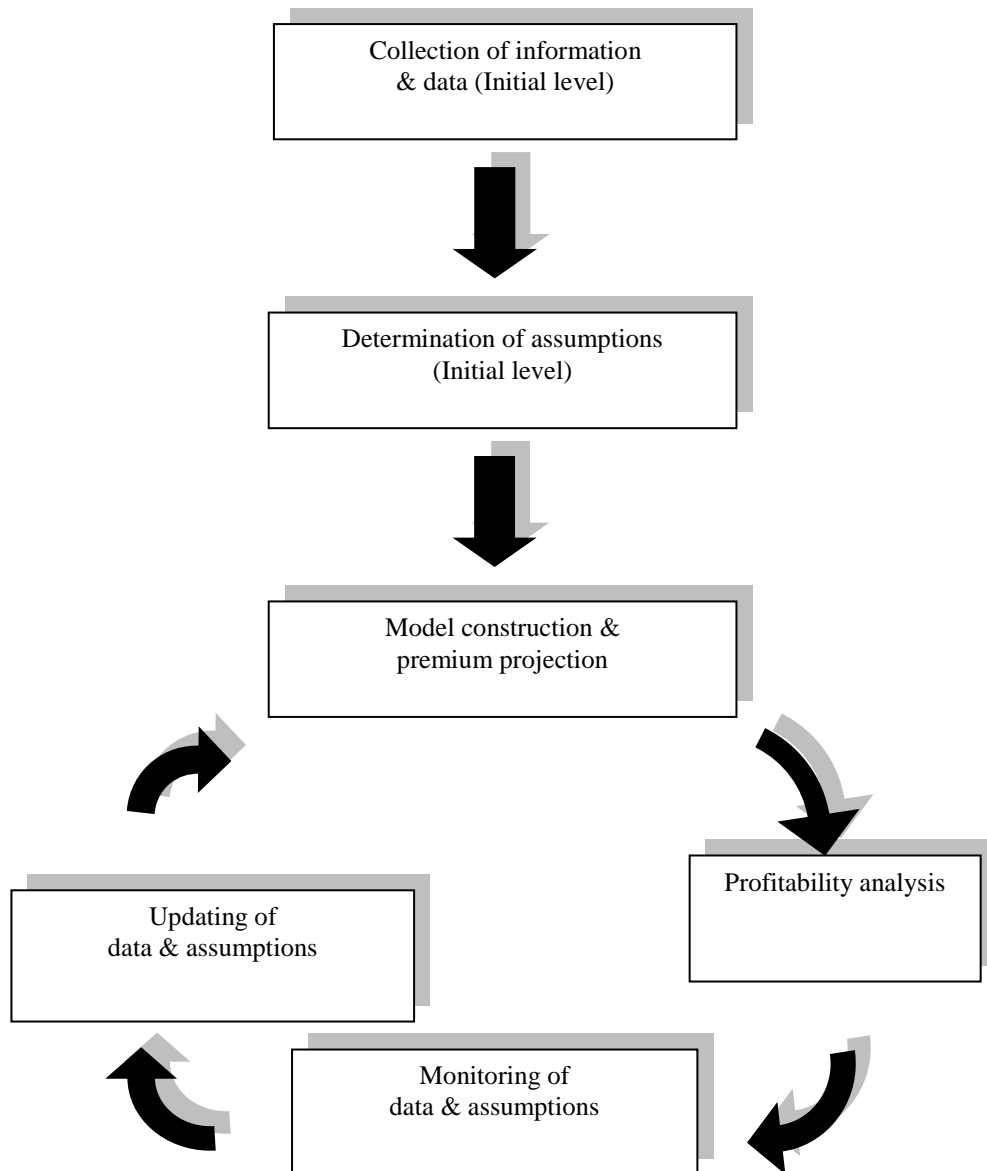 Collection of information
& data (Initial level)
Determination of assumptions
(Initial level)
Model construction &
premium projection
Profitability analysis
Updating of
data & assumptions
Monitoring of
data & assumptions